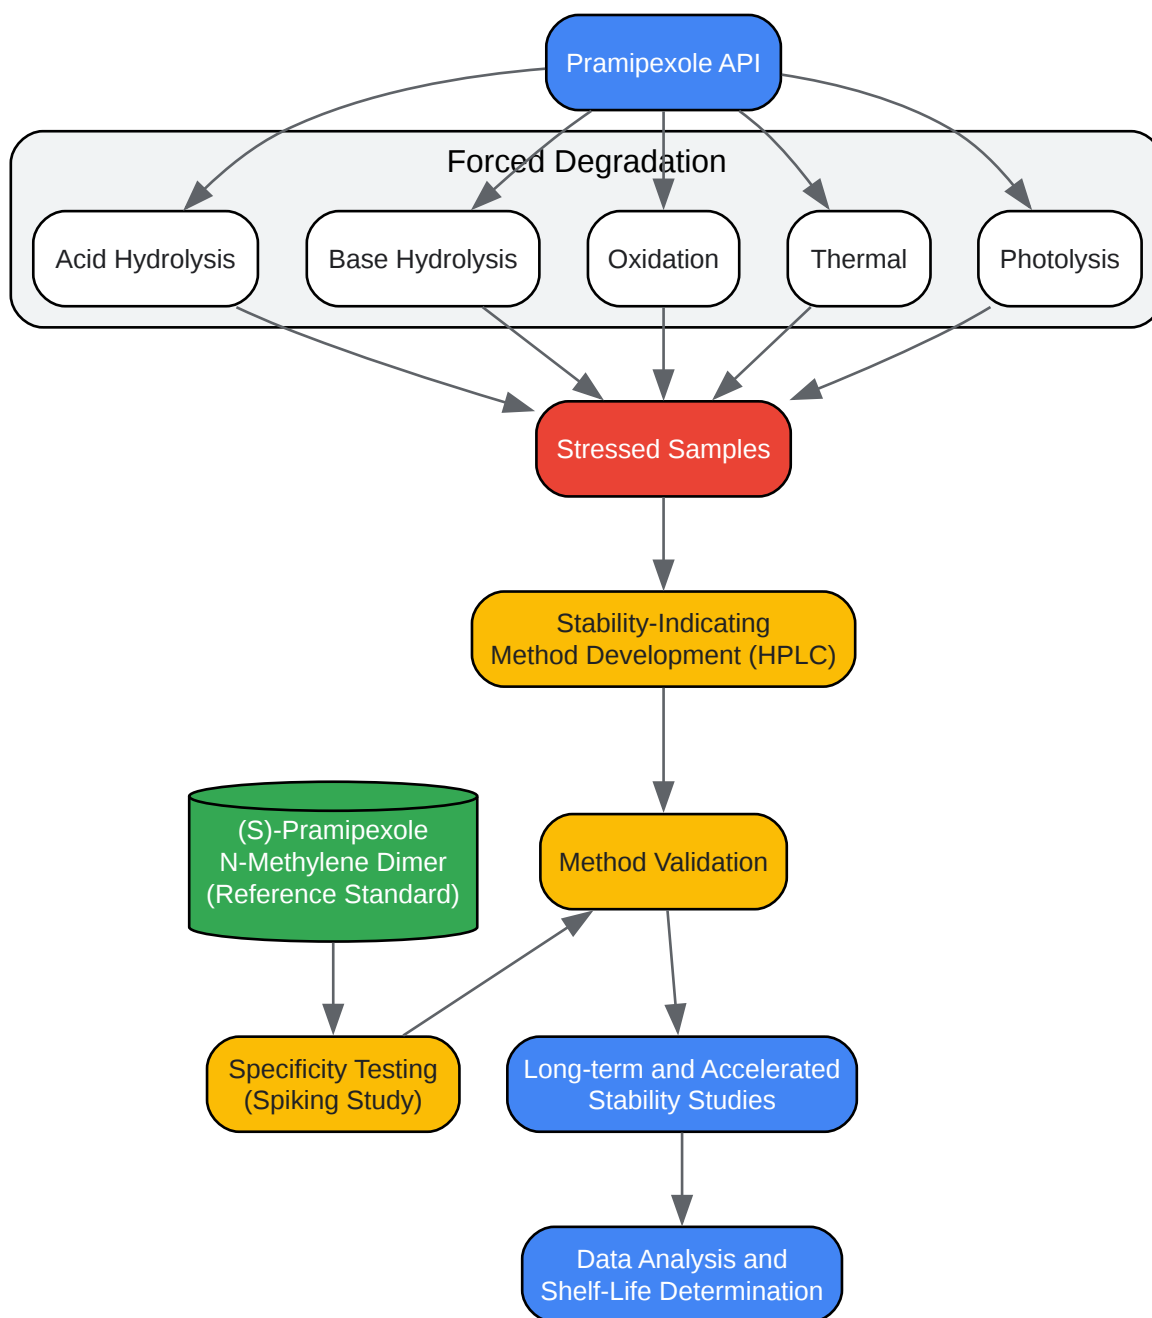 Pramipexole API
Forced Degradation
Acid Hydrolysis
Base Hydrolysis
Oxidation
Thermal
Photolysis
Stressed Samples
Stability-Indicating
Method Development (HPLC)
(S)-Pramipexole
N-Methylene Dimer
(Reference Standard)
Method Validation
Specificity Testing
(Spiking Study)
Long-term and Accelerated
Stability Studies
Data Analysis and
Shelf-Life Determination